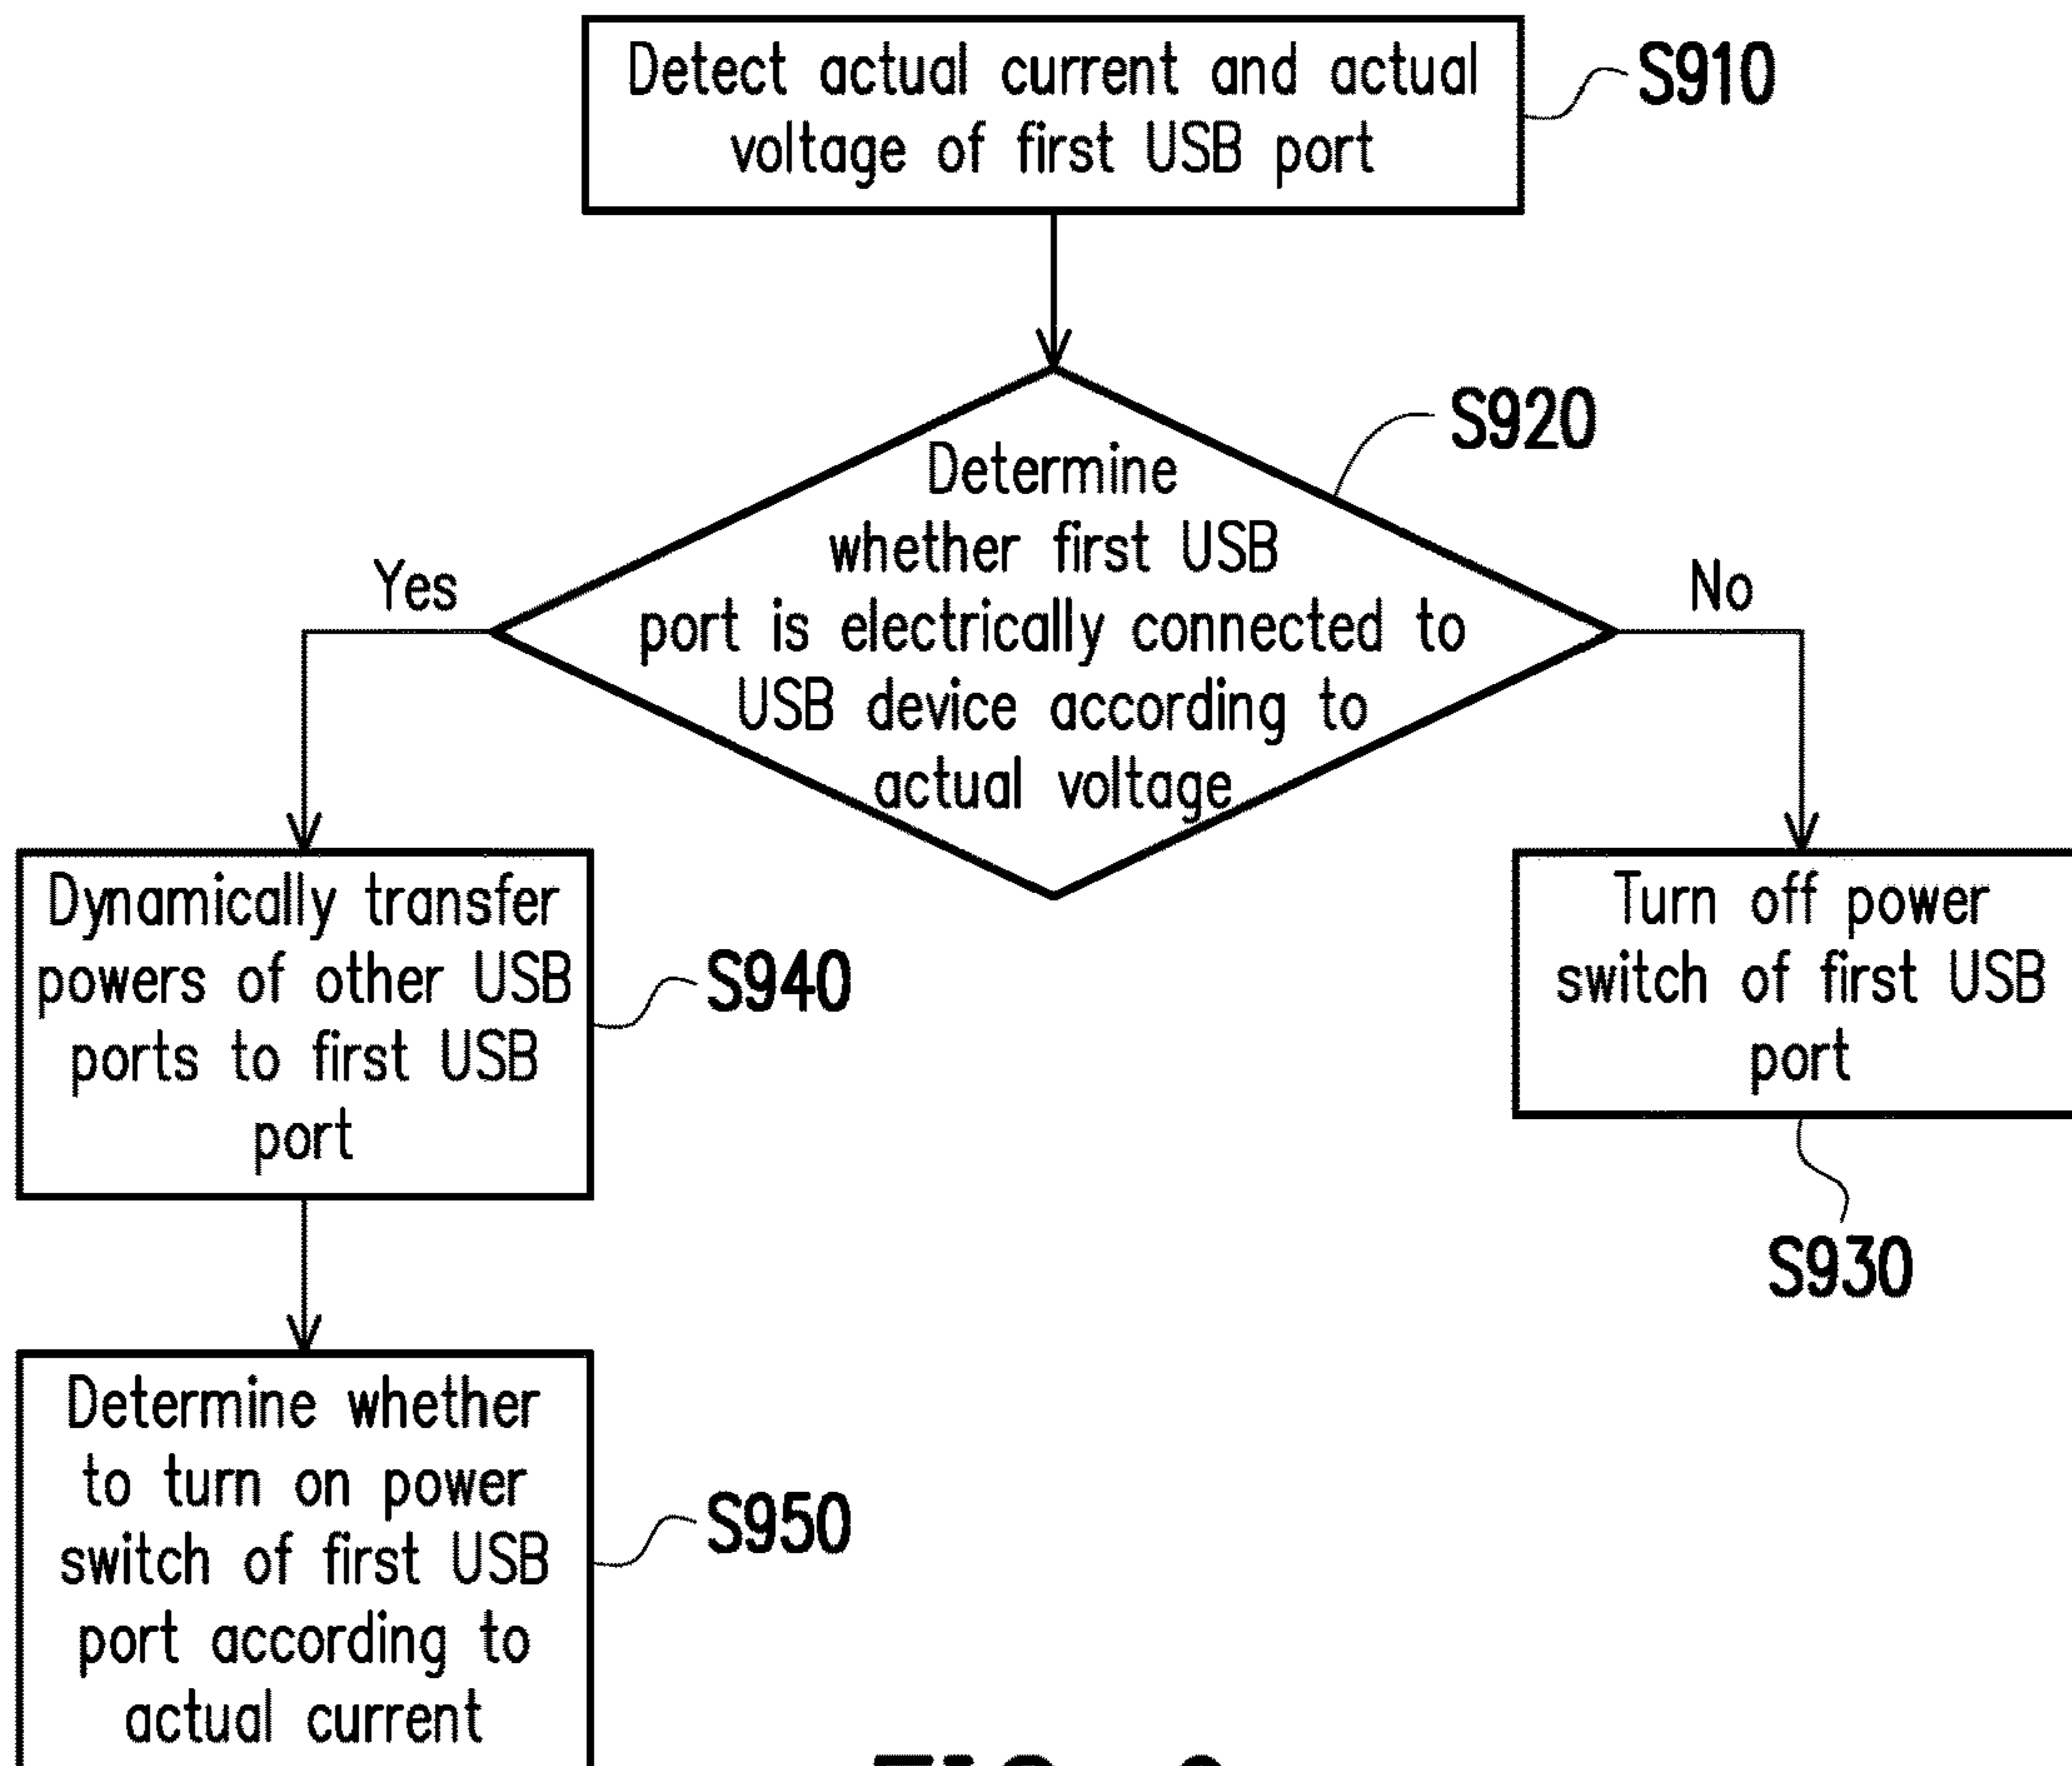 Detect actual current and actual
voltage of first USB port
S910
Determine
whether first USB
port is electrically connected to
USB device according to
actual voltage
S920
Yes
No
Dynamically transfer
powers of other USB
ports to first USB
port
S940
Turn off power
switch of first USB
port
S930
Determine whether
to turn on power
switch of first USB
port according to
actual current
S950